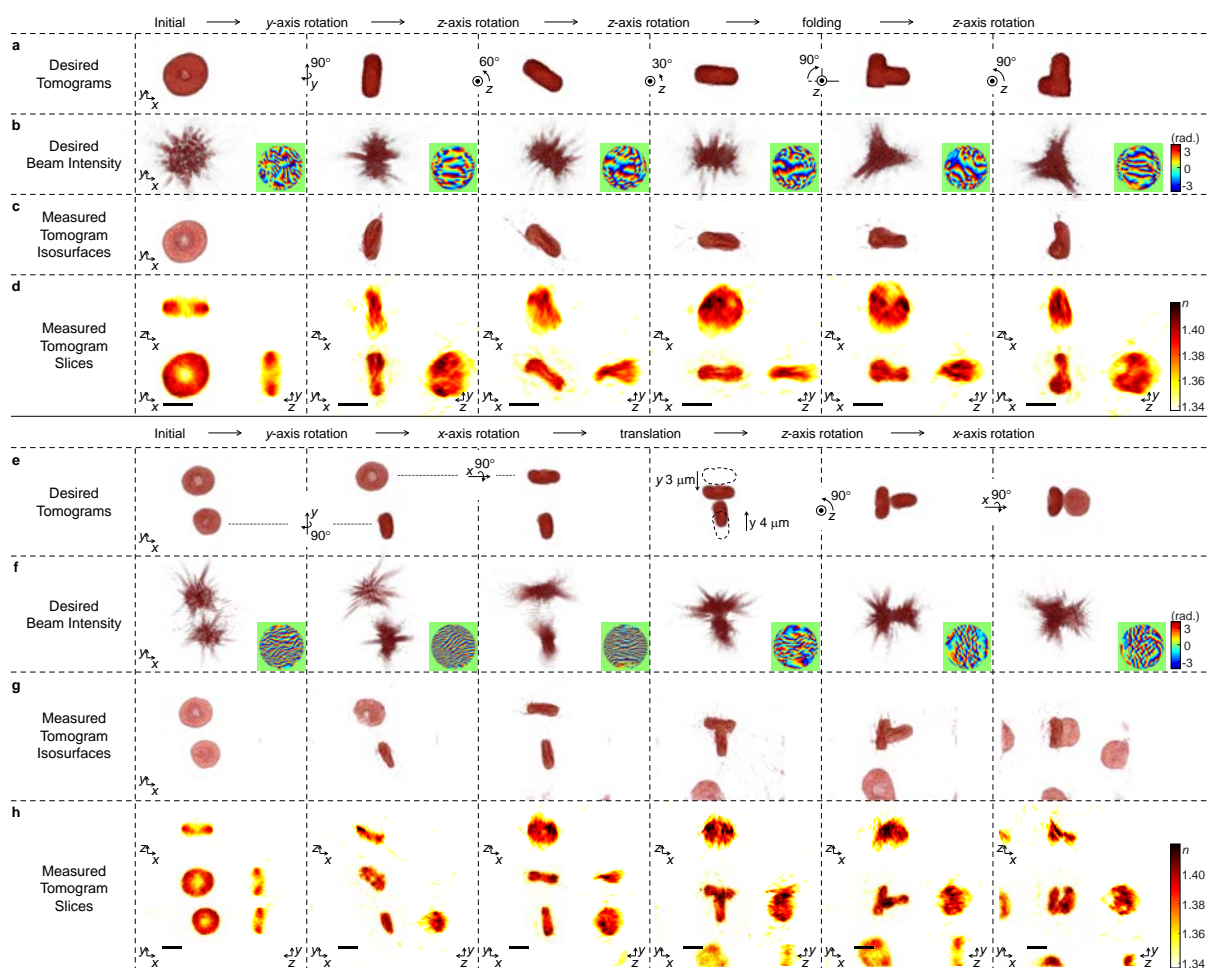 Initial → y-axis rotation → z-axis rotation → z-axis rotation → folding → z-axis rotation
a
Desired
Tomograms
y
x
90°
y
60°
z
30°
z
90°
z
90°
z
b
Desired
Beam Intensity
y
x
(rad.)
3
0
-3
c
Measured
Tomogram
Isosurfaces
y
x
d
Measured
Tomogram
Slices
z
x
z
x
z
x
z
x
z
x
z
x
y
x
y
z
y
x
y
z
y
x
y
z
y
x
y
z
y
x
y
z
y
x
y
z
n
1.40
1.38
1.36
1.34
Initial → y-axis rotation → x-axis rotation → translation → z-axis rotation → x-axis rotation
e
Desired
Tomograms
y
x
y
90°
x 90°
y 3 μm
y 4 μm
90°
z
x 90°
f
Desired
Beam Intensity
y
x
(rad.)
3
0
-3
g
Measured
Tomogram
Isosurfaces
y
x
h
Measured
Tomogram
Slices
z
x
z
x
z
x
z
x
z
x
z
x
y
x
y
z
y
x
y
z
y
x
y
z
y
x
y
z
y
x
y
z
y
x
y
z
n
1.40
1.38
1.36
1.34